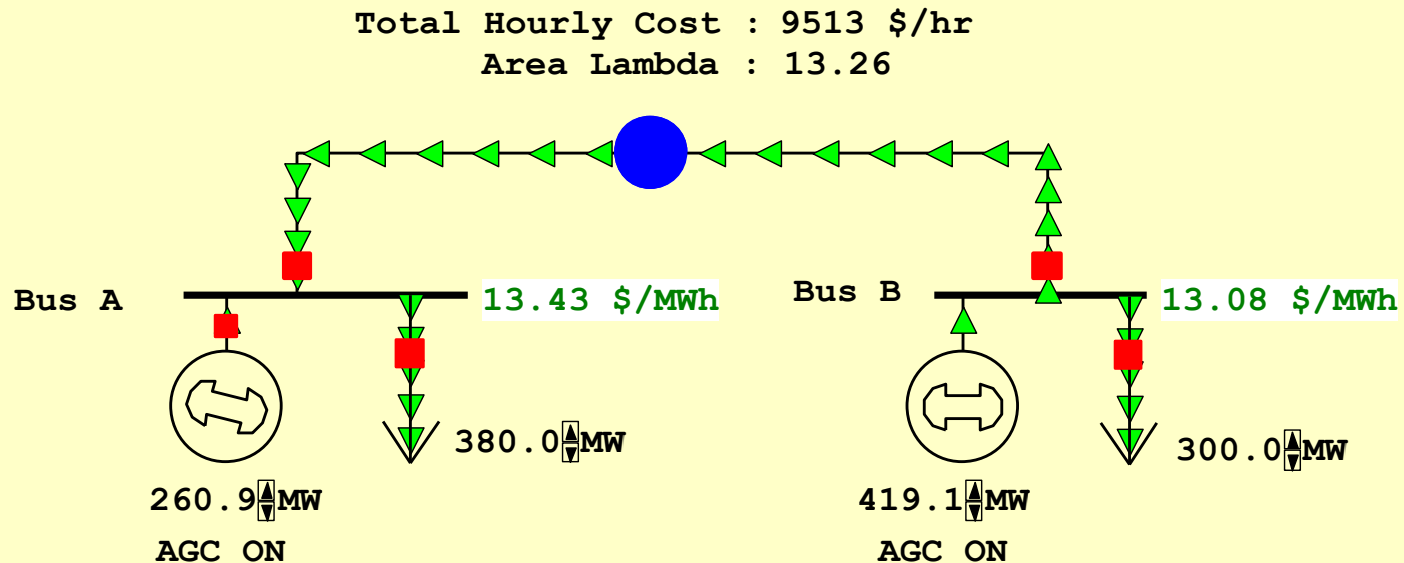 Total Hourly Cost : 9513 $/hr
Area Lambda : 13.26
Bus A
13.43 $/MWh
Bus B
13.08 $/MWh
380.0 MW
300.0 MW
260.9 MW
419.1 MW
AGC ON
AGC ON